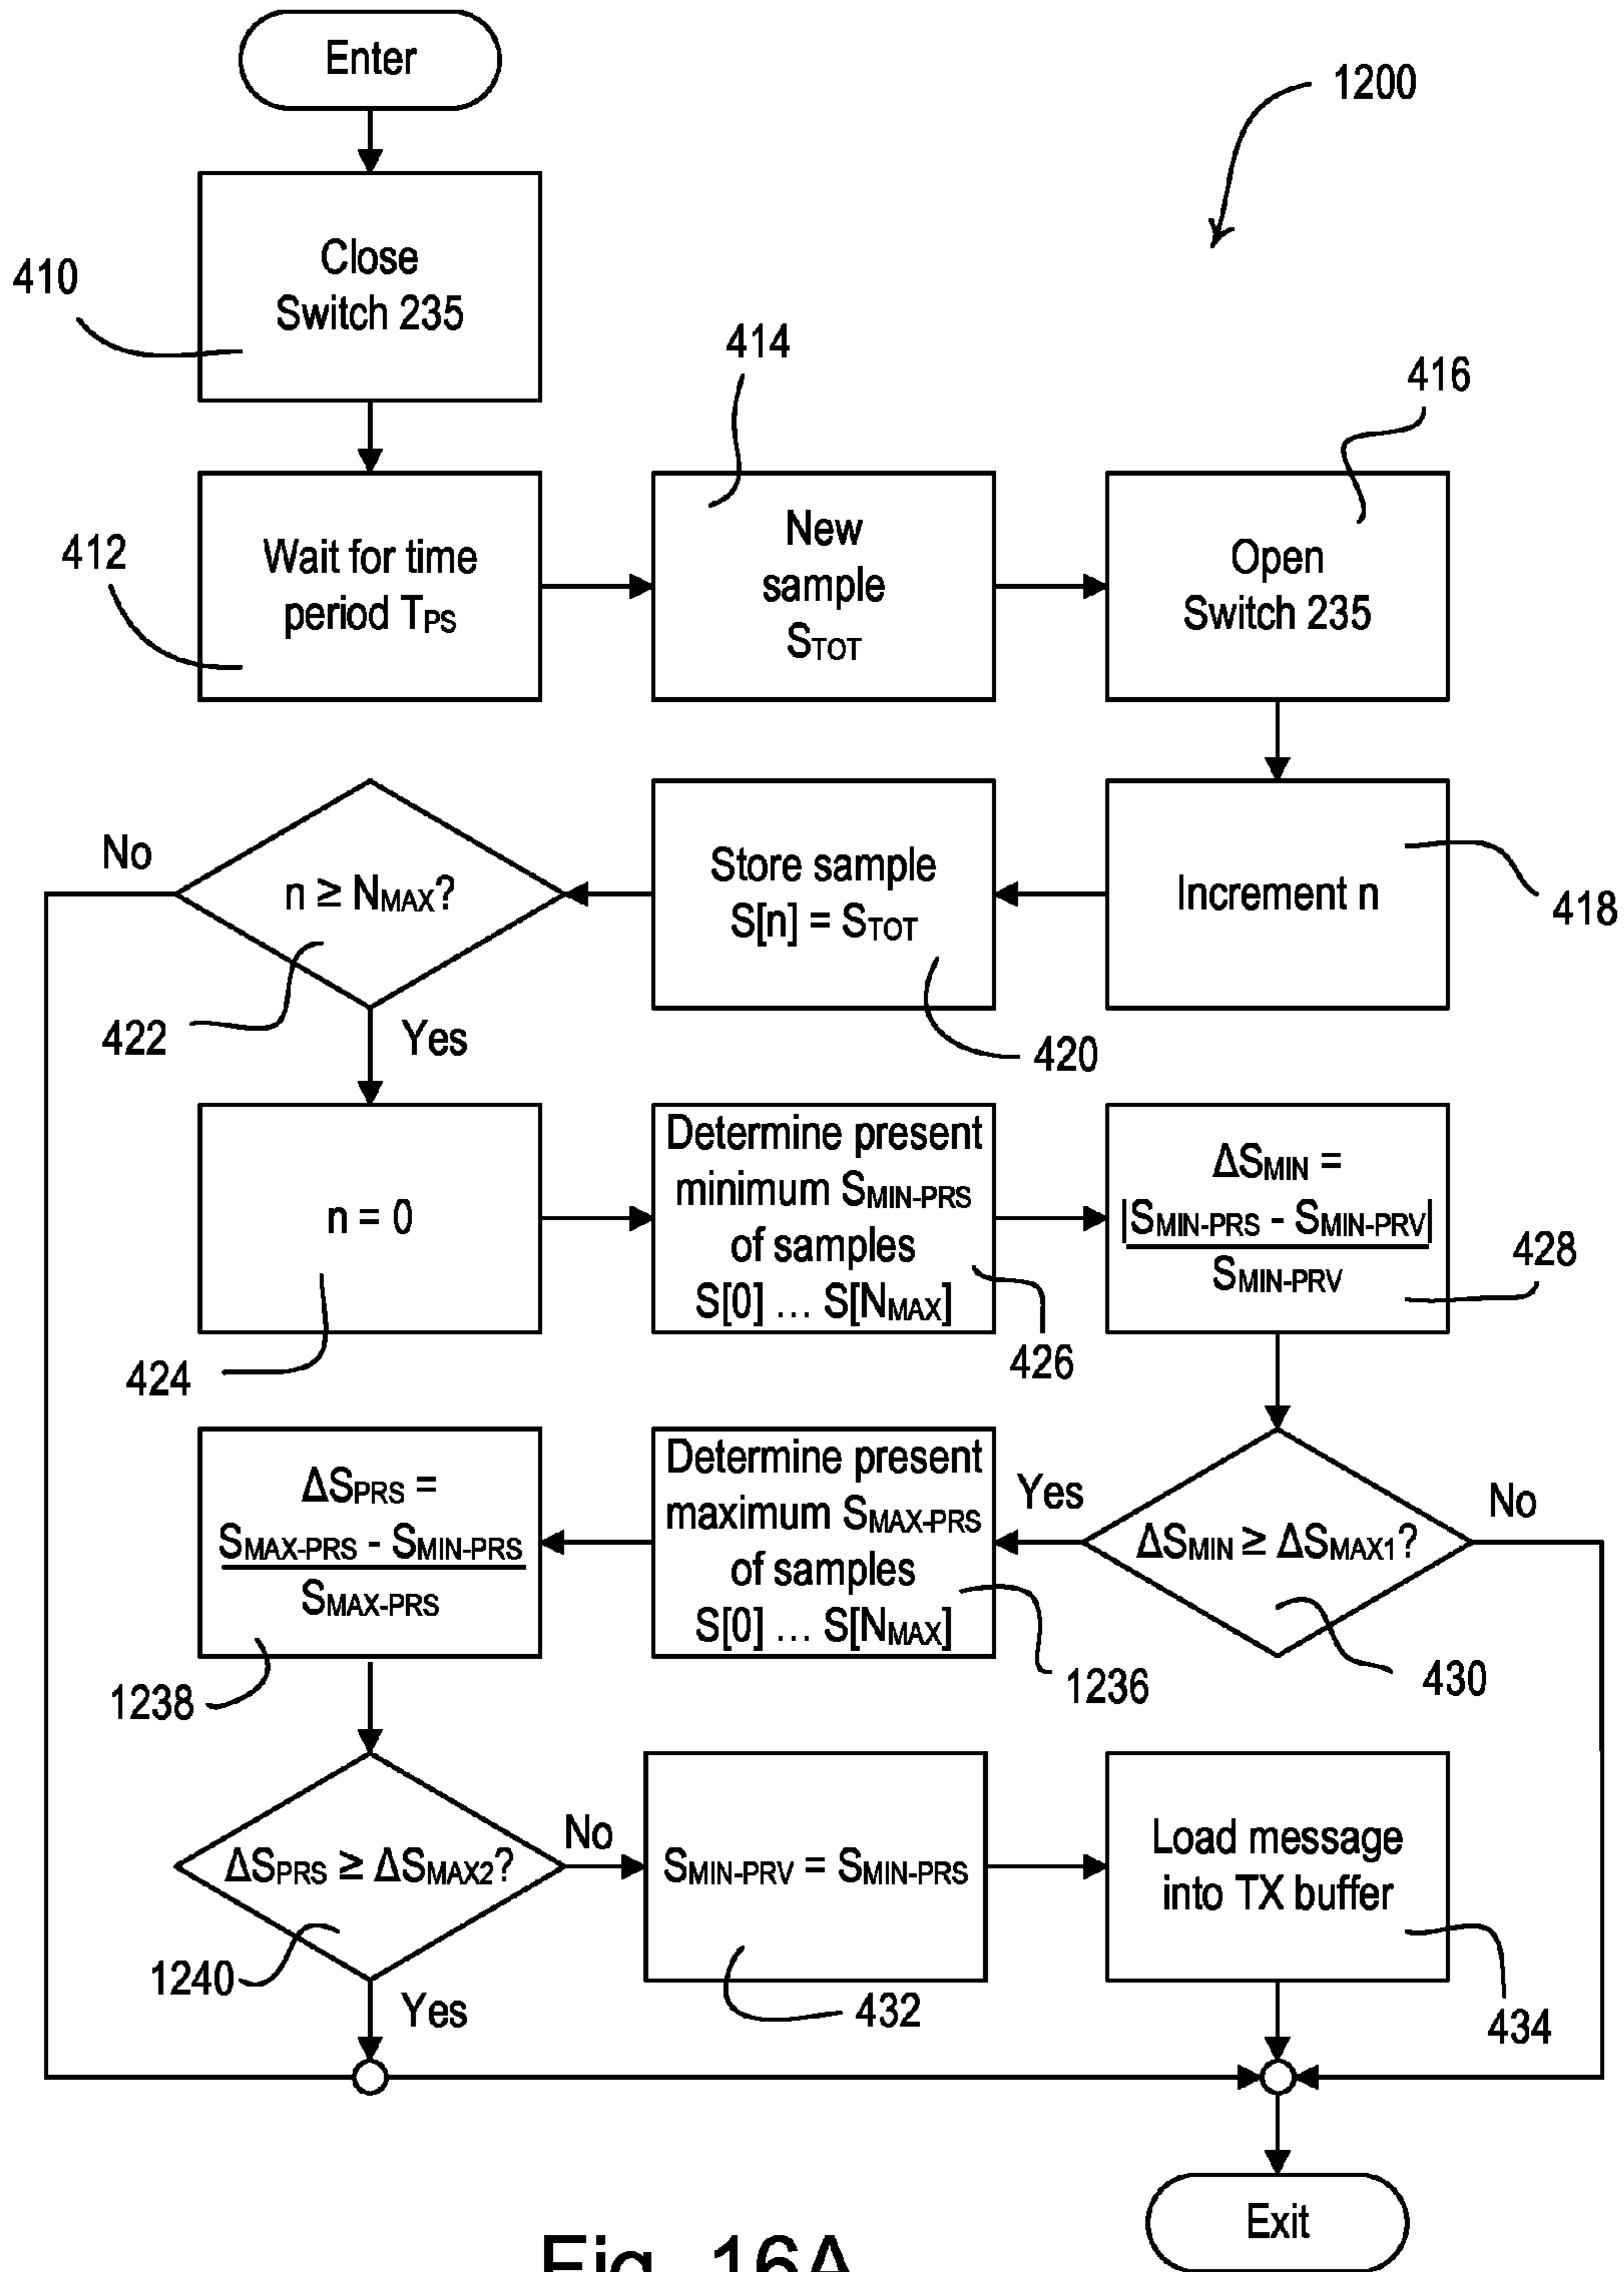 Enter
1200
Close
Switch 235
410
414
416
Wait for time
period TPS
412
New
sample
STOT
Open
Switch 235
No
n ≥ NMAX?
422
Yes
Store sample
S[n] = STOT
420
Increment n
418
n = 0
424
Determine present
minimum SMIN-PRS
of samples
S[0] ... S[NMAX]
426
ΔSMIN =
|SMIN-PRS - SMIN-PRV|
SMIN-PRV
428
ΔSPRS =
SMAX-PRS - SMIN-PRS
SMAX-PRS
1238
Determine present
maximum SMAX-PRS
of samples
S[0] ... S[NMAX]
1236
Yes
ΔSMIN ≥ ΔSMAX1?
No
430
ΔSPRS ≥ ΔSMAX2?
No
1240
Yes
SMIN-PRV = SMIN-PRS
432
Load message
into TX buffer
434
Exit
Fig. 16A